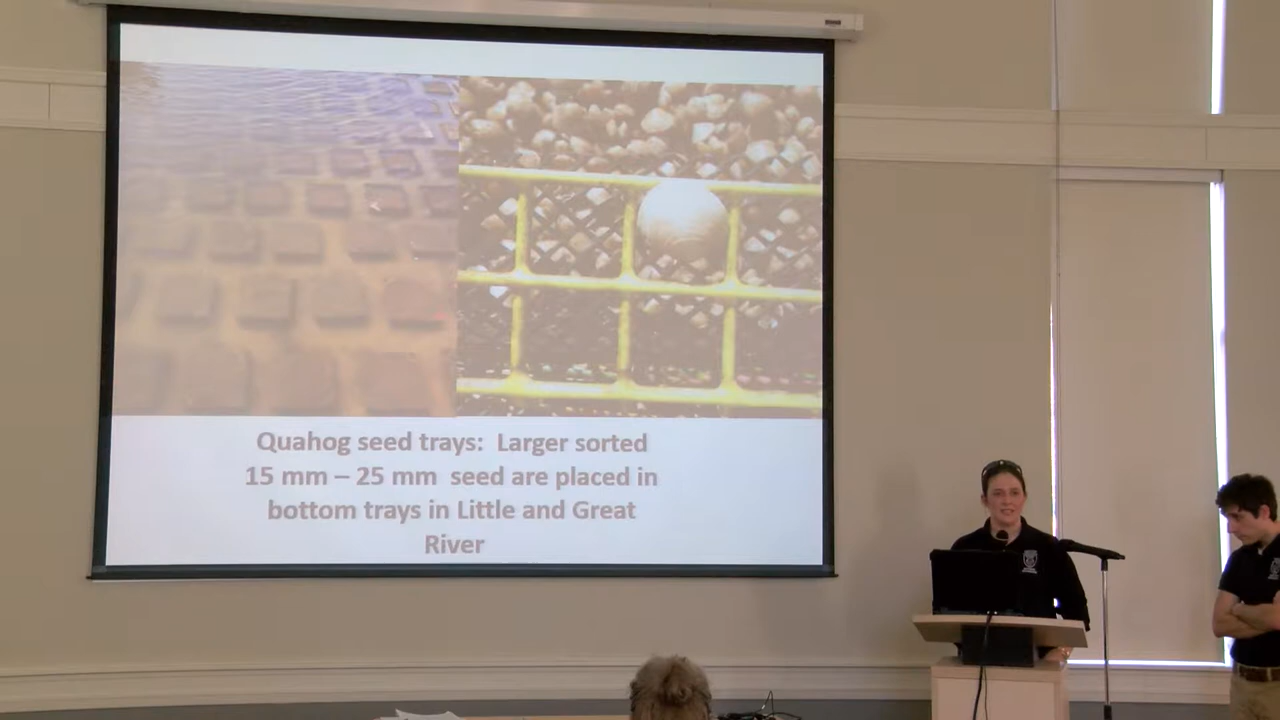 Quahog seed trays: Larger sorted
15 mm – 25 mm seed are placed in
bottom trays in Little and Great
River